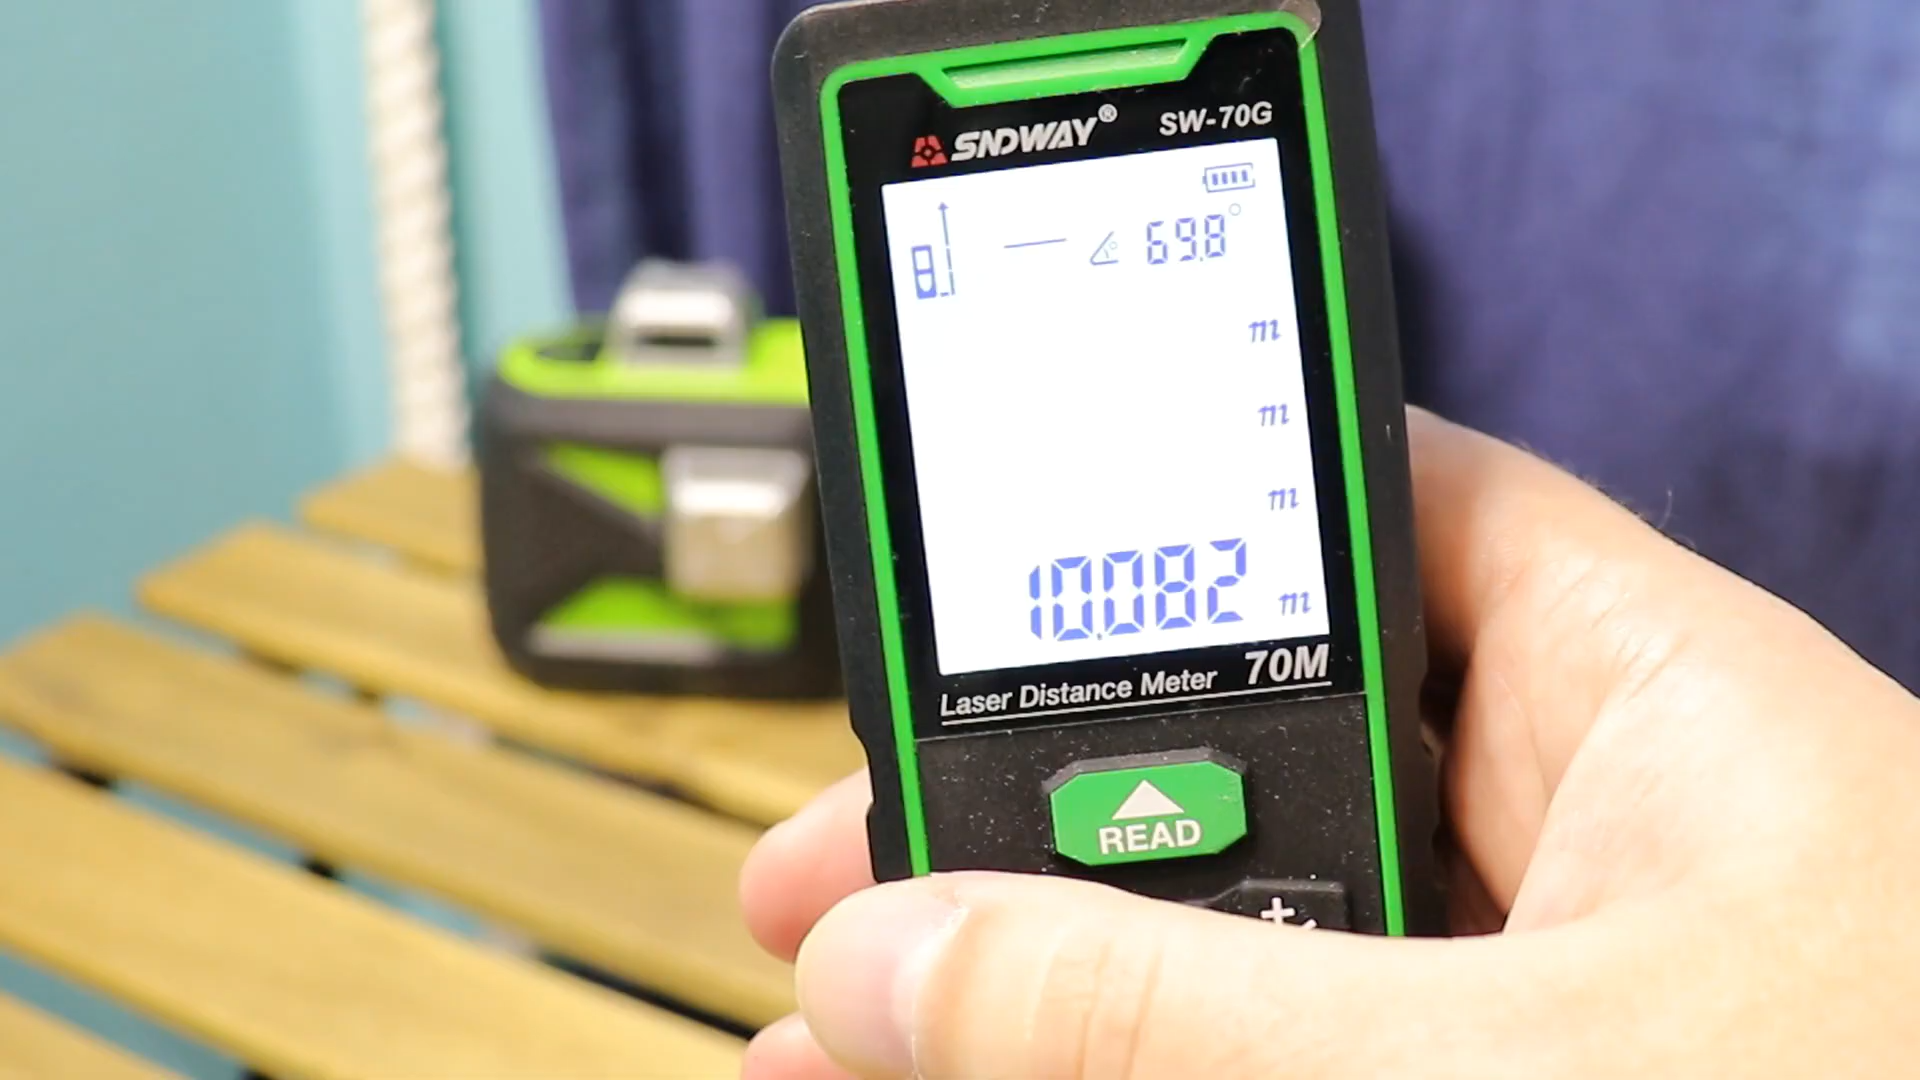 SNDWAY® SW-70G
69.8°
m
m
m
10.082 m
Laser Distance Meter 70M
READ